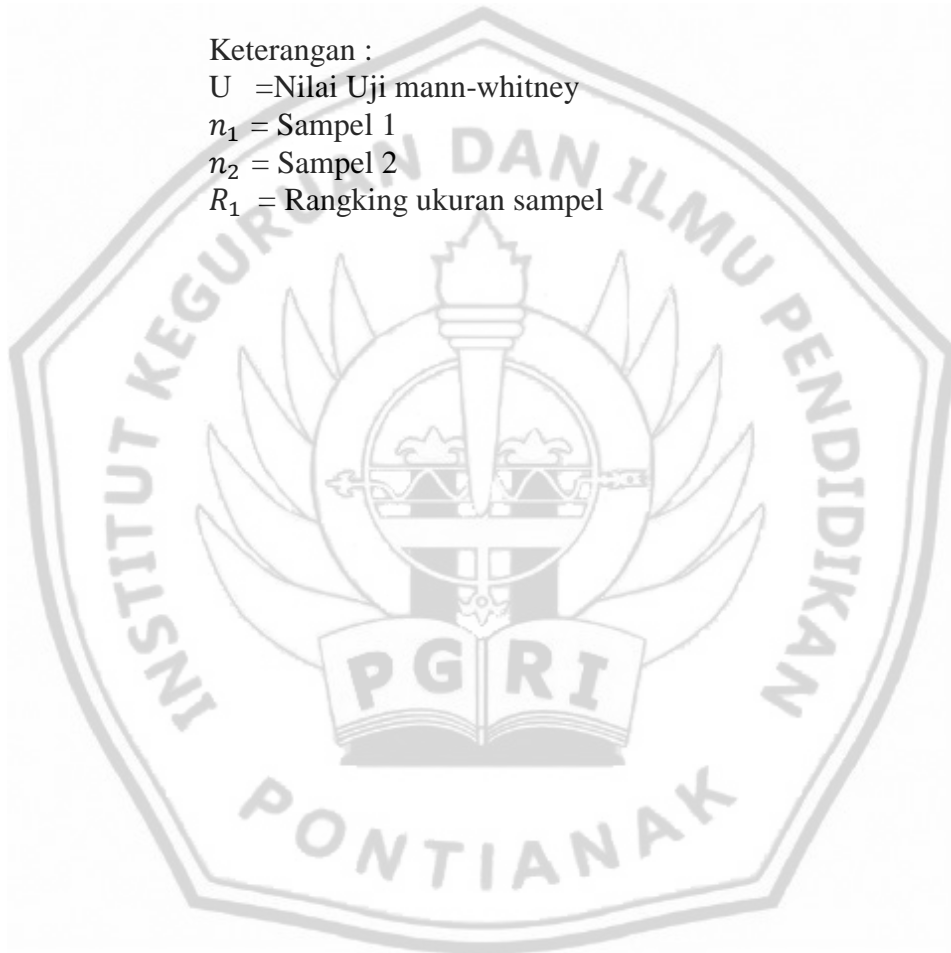 Keterangan :
U =Nilai Uji mann-whitney
𝑛₁ = Sampel 1
𝑛₂ = Sampel 2
𝑅₁ = Rangking ukuran sampel
INSTITUT KEGURUAN DAN ILMU PENDIDIKAN
PGRI
PONTIANAK